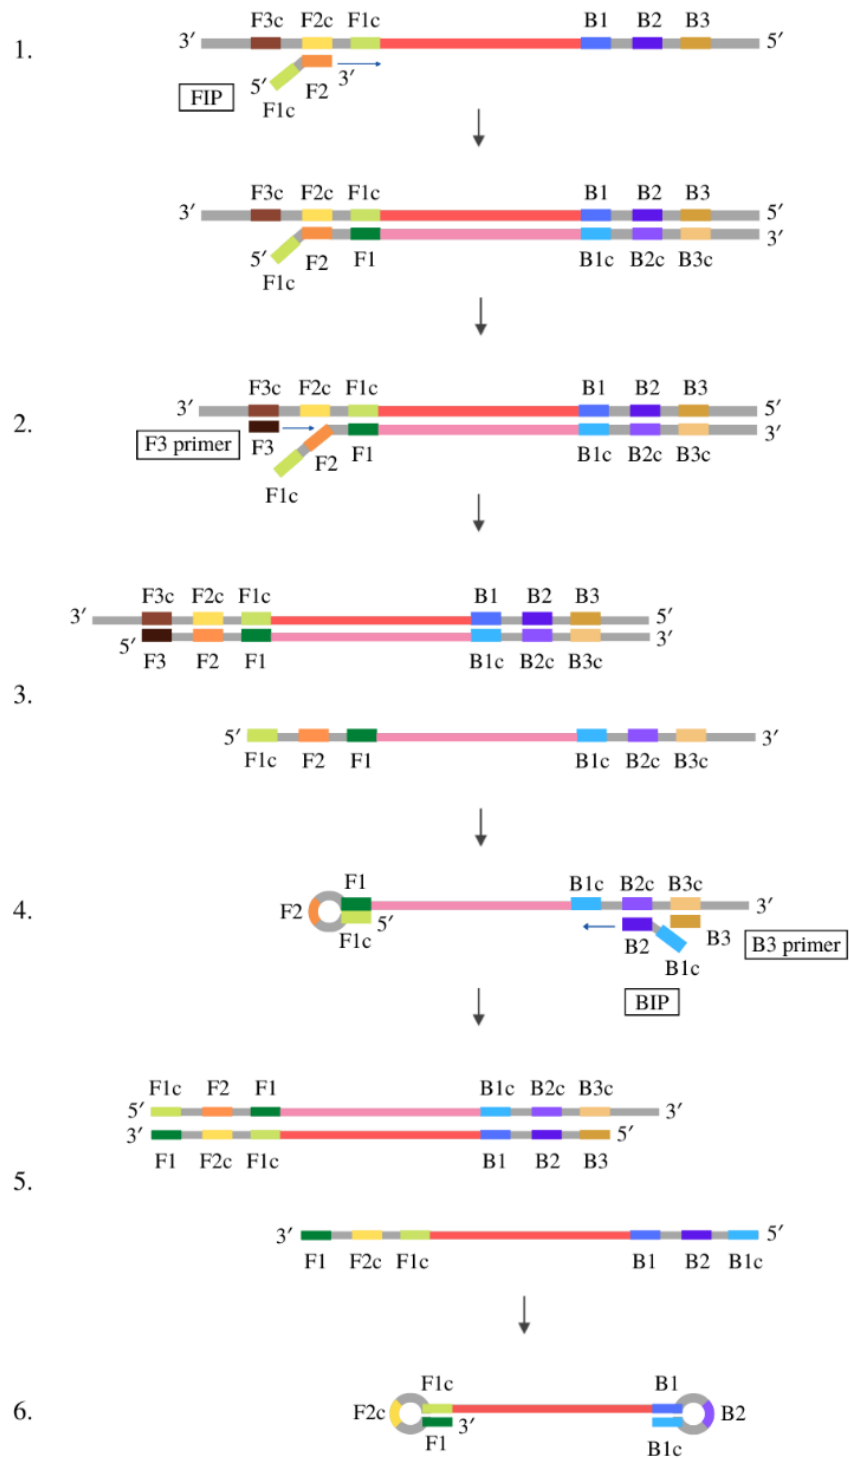 F3c F2c F1c B1 B2 B3
3′ 5′
1.
5′ F2 3′
FIP F1c
F3c F2c F1c B1 B2 B3
3′ 5′
3′
5′ F2 F1 B1c B2c B3c
F1c
F3c F2c F1c B1 B2 B3
3′ 5′
2. 3′
F3 primer F3 F2 F1 B1c B2c B3c
F1c
F3c F2c F1c B1 B2 B3
3′ 5′
5′ 3′
F3 F2 F1 B1c B2c B3c
3.
5′ 3′
F1c F2 F1 B1c B2c B3c
F1 B1c B2c B3c
4. F2 3′
5′
F1c B2 B3 B3 primer
B1c
BIP
F1c F2 F1 B1c B2c B3c
5′ 3′
3′ 5′
F1 F2c F1c B1 B2 B3
5.
3′ 5′
F1 F2c F1c B1 B2 B1c
F1c B1
6. F2c B2
3′
F1 B1c